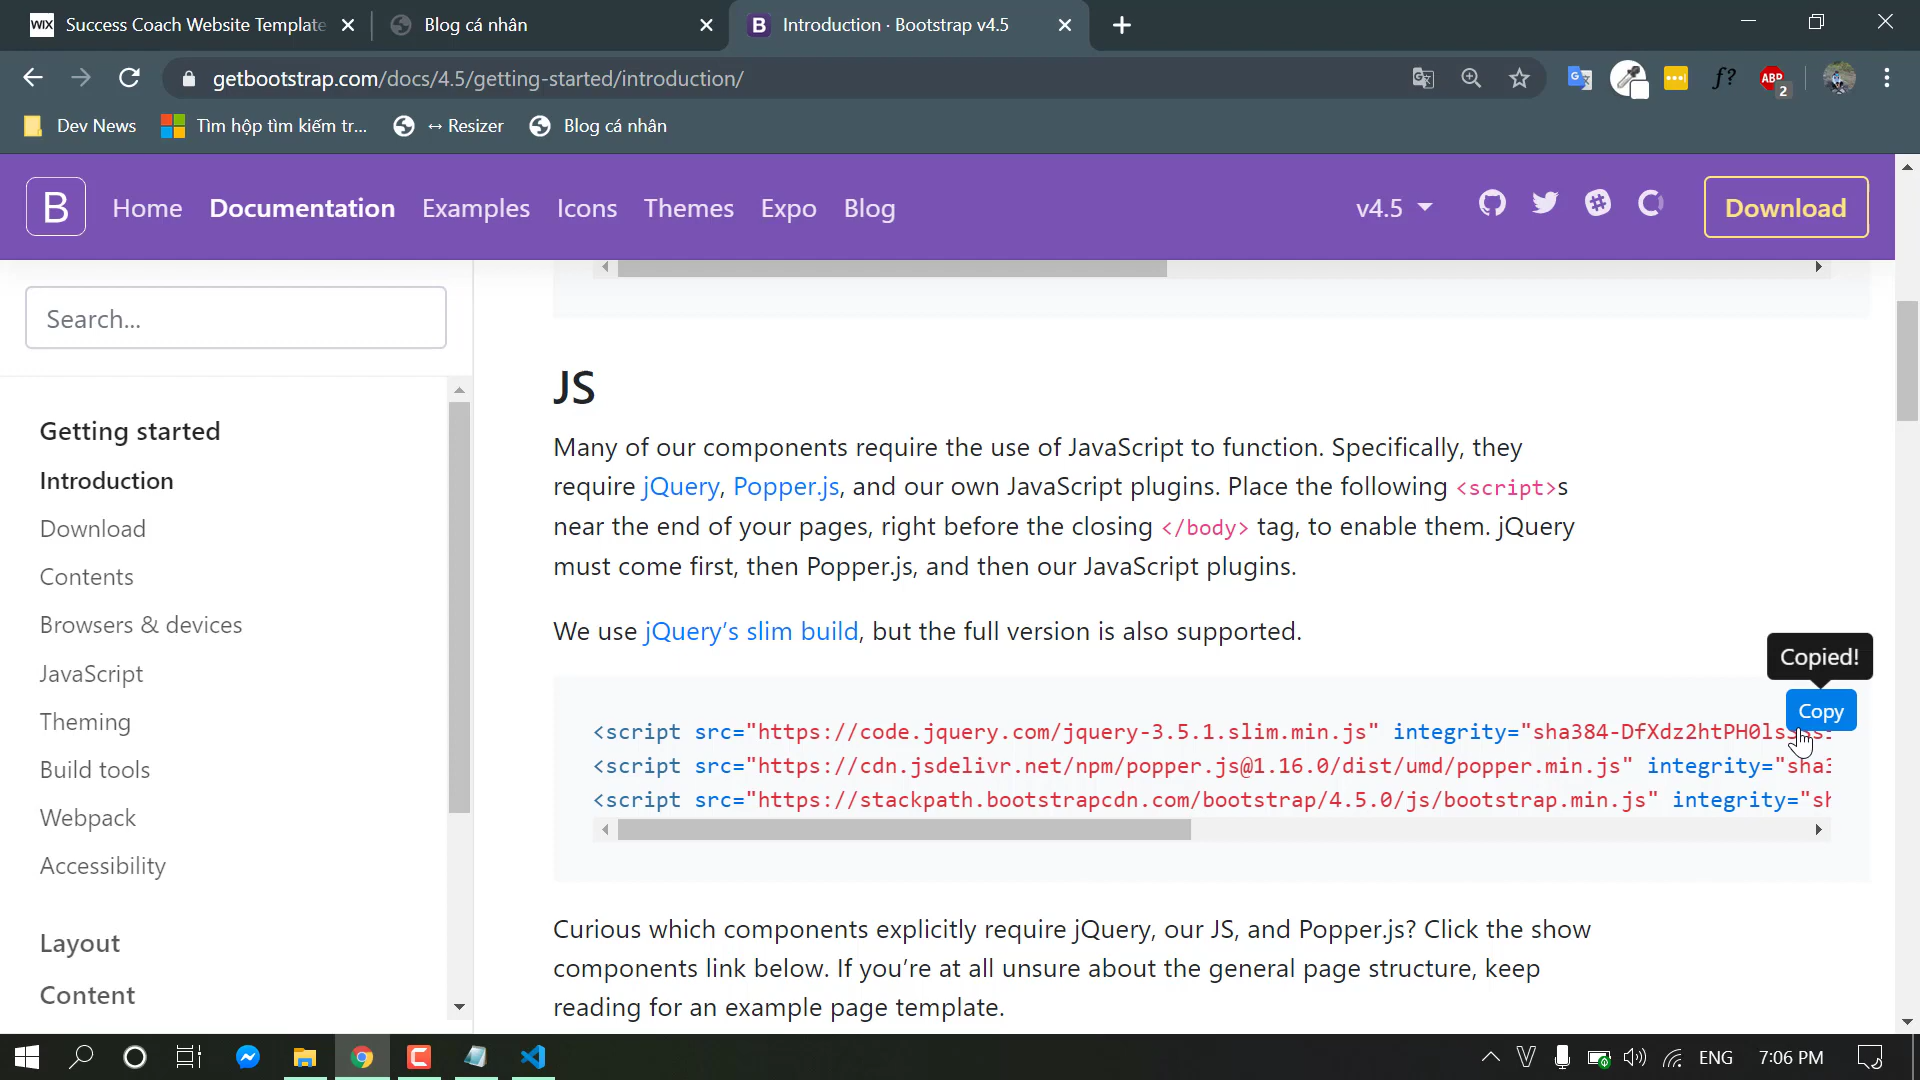 WIX Success Coach Website Template
Blog cá nhân
B Introduction · Bootstrap v4.5
getbootstrap.com/docs/4.5/getting-started/introduction/
f?
ABP
2
Dev News
Tìm hộp tìm kiếm tr...
↔ Resizer
Blog cá nhân
B
Home
Documentation
Examples
Icons
Themes
Expo
Blog
v4.5
Download
Search...
Getting started
Introduction
Download
Contents
Browsers & devices
JavaScript
Theming
Build tools
Webpack
Accessibility
Layout
Content
JS
Many of our components require the use of JavaScript to function. Specifically, they
require jQuery, Popper.js, and our own JavaScript plugins. Place the following <script>s
near the end of your pages, right before the closing </body> tag, to enable them. jQuery
must come first, then Popper.js, and then our JavaScript plugins.
We use jQuery’s slim build, but the full version is also supported.
Copied!
Copy
<script src="https://code.jquery.com/jquery-3.5.1.slim.min.js" integrity="sha384-DfXdz2htPH0ls
<script src="https://cdn.jsdelivr.net/npm/popper.js@1.16.0/dist/umd/popper.min.js" integrity="sha3
<script src="https://stackpath.bootstrapcdn.com/bootstrap/4.5.0/js/bootstrap.min.js" integrity="sh
Curious which components explicitly require jQuery, our JS, and Popper.js? Click the show
components link below. If you’re at all unsure about the general page structure, keep
reading for an example page template.
ENG
7:06 PM